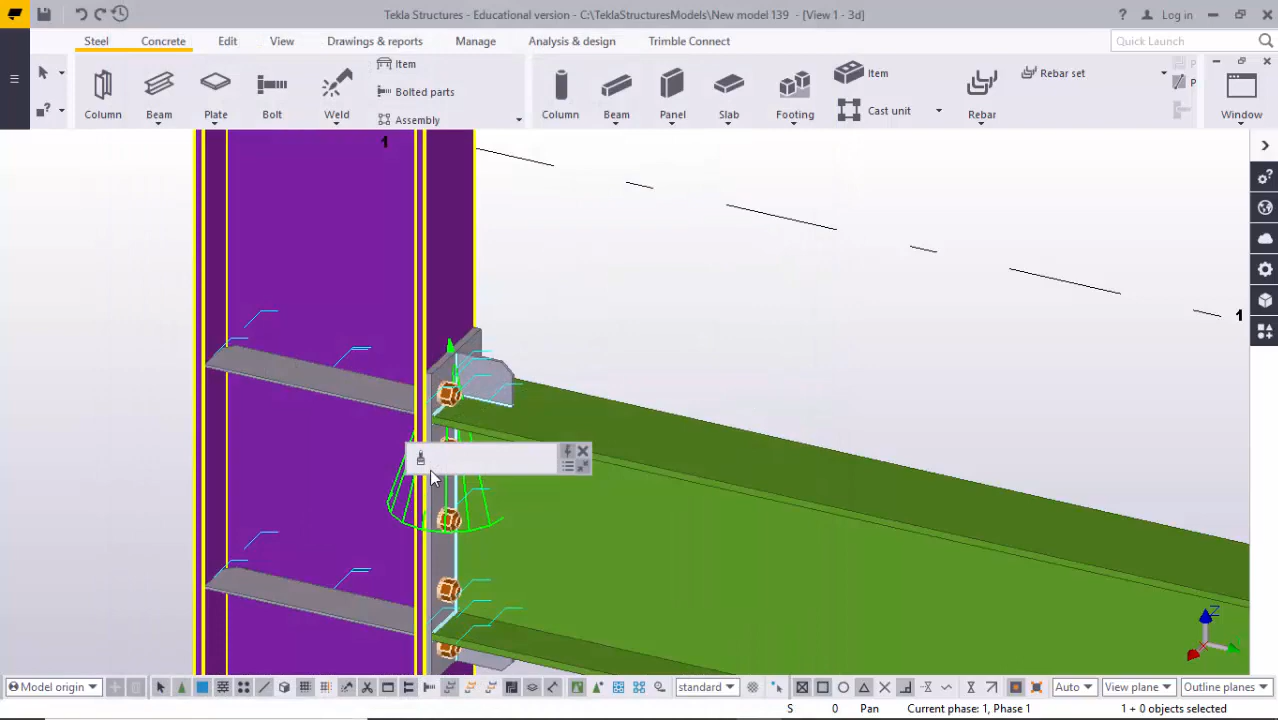 Tekla Structures - Educational version - C:\TeklaStructuresModels\New model 139 - [View 1 - 3d]
Log in
Steel Concrete Edit View Drawings & reports Manage Analysis & design Trimble Connect
Quick Launch
Item
Bolted parts
Assembly
Column Beam Plate Bolt Weld
Column Beam Panel Slab Footing
Item
Cast unit
Rebar
Rebar set
P
P
Window
1
1
Z
Model origin
standard
Auto
View plane
Outline planes
S 0 Pan Current phase: 1, Phase 1 1 + 0 objects selected